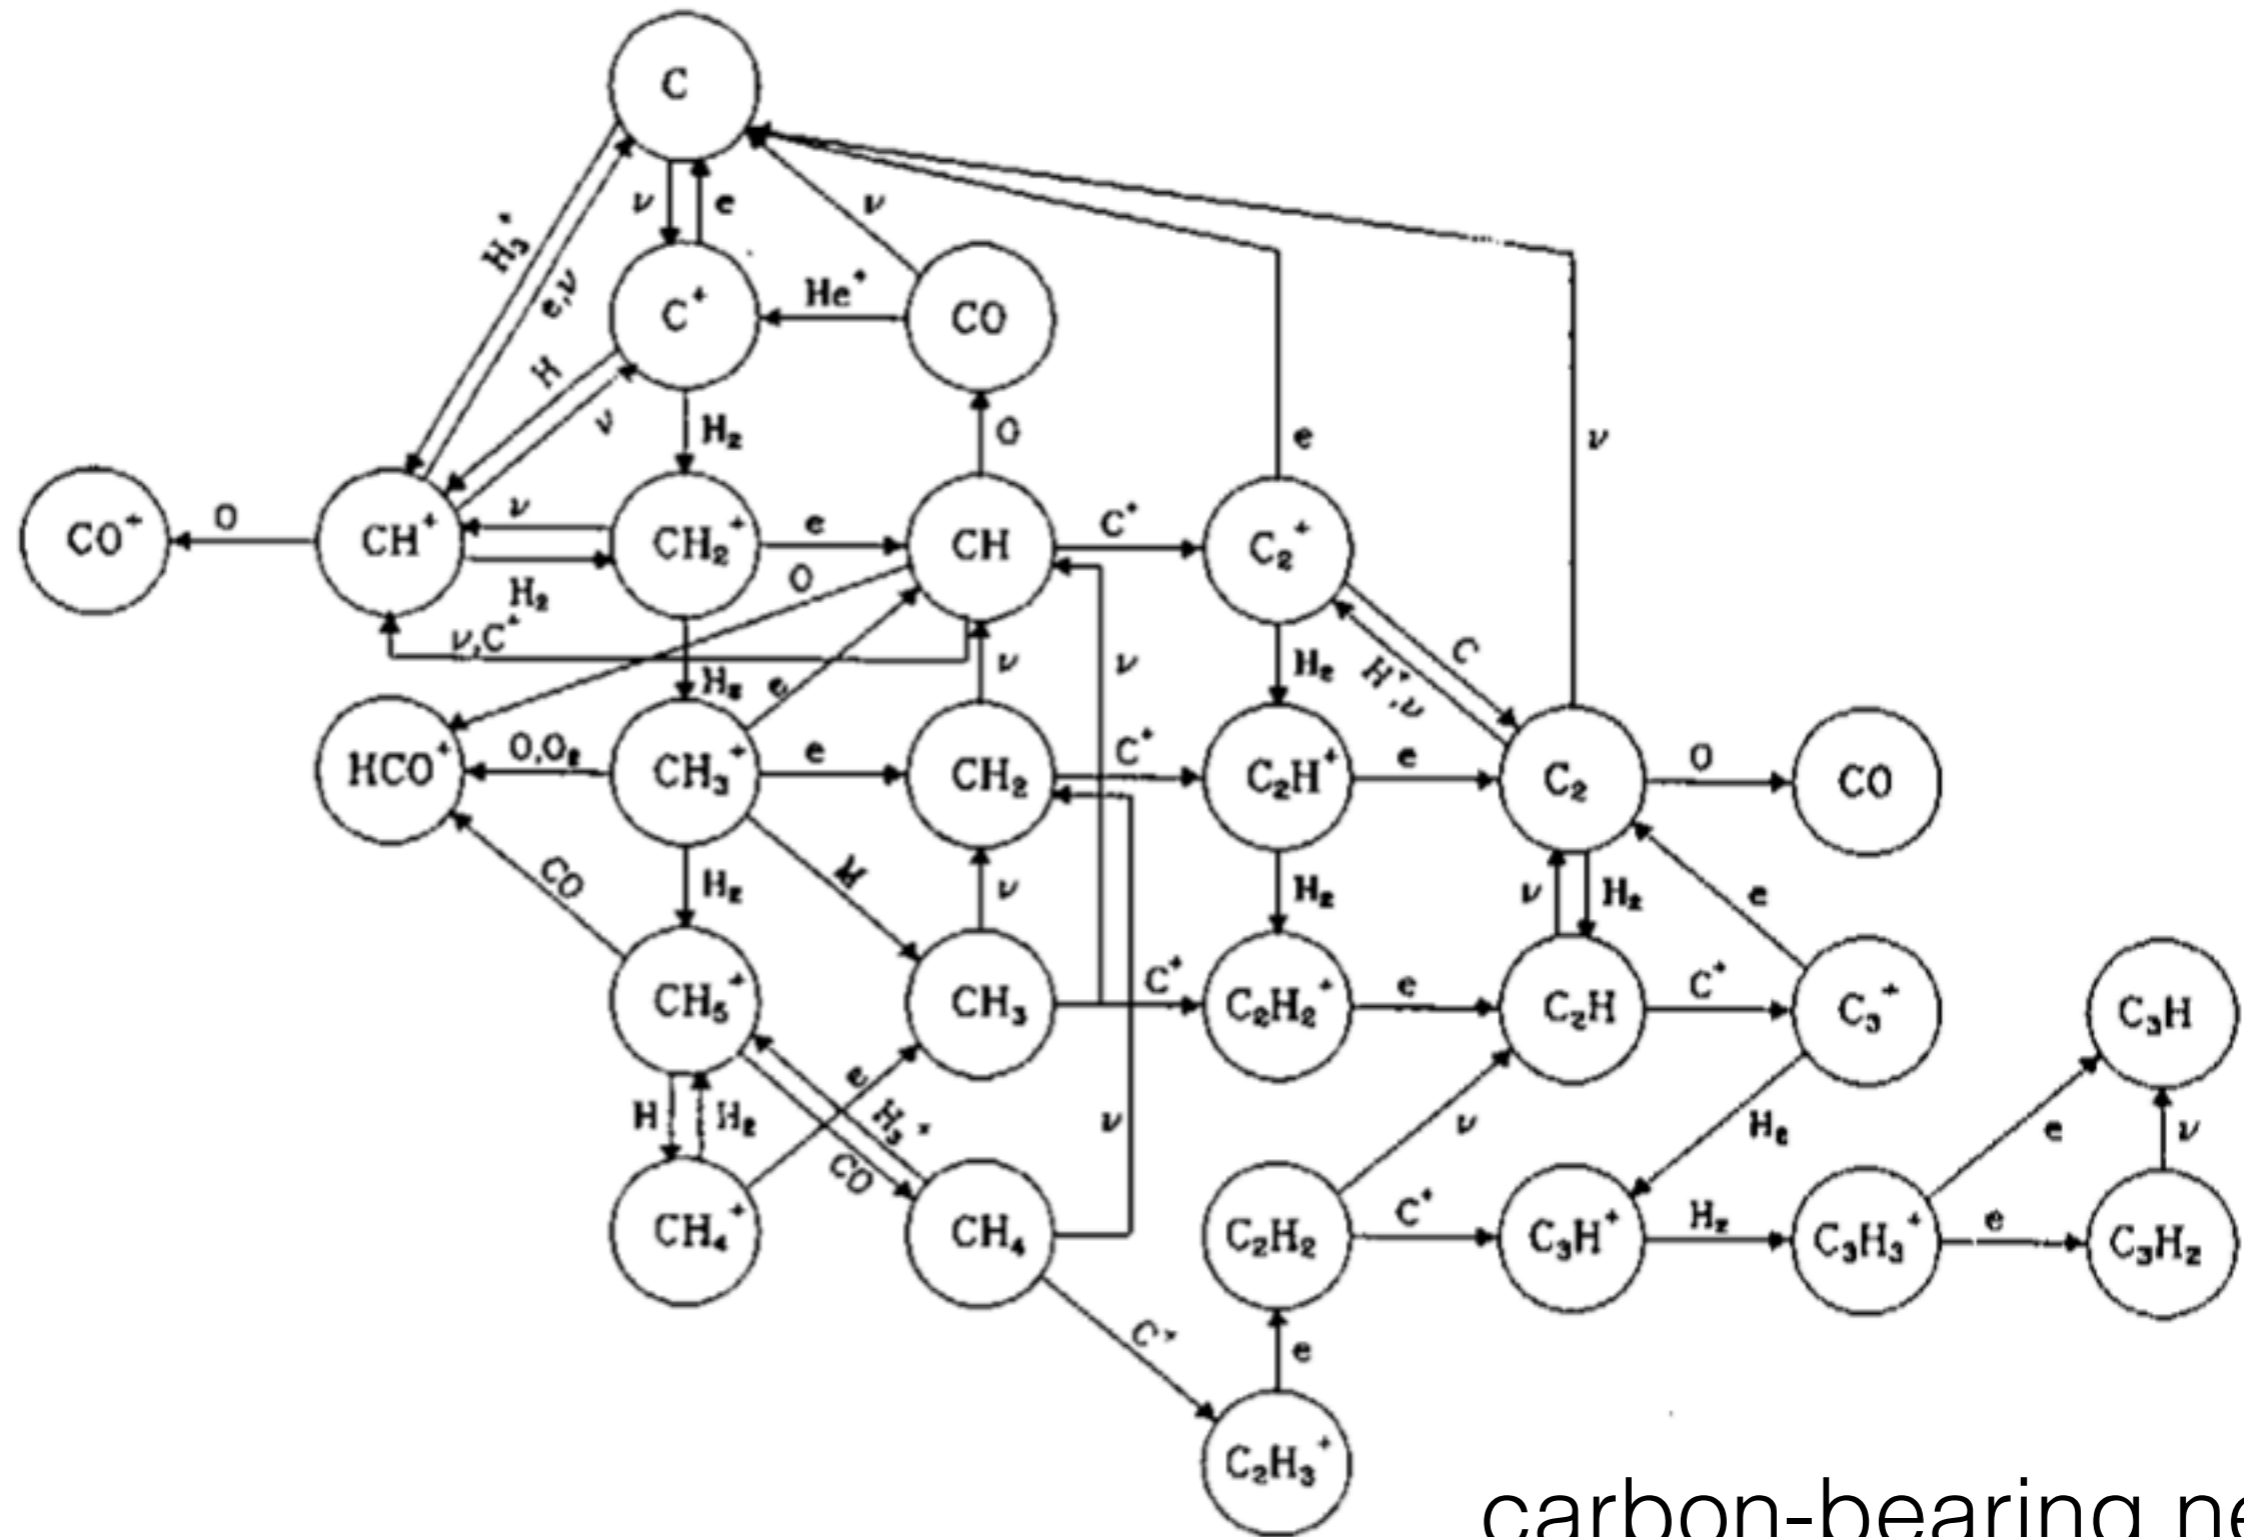 C
ν e ν
H₃⁺
e,ν
C⁺ He⁺ CO
H
ν H₂ O e ν
CO⁺ O CH⁺ ν CH₂⁺ e CH C⁺ C₂⁺
H₂ O
ν,C⁺ ν ν H₂ C
H₂ e H⁺,ν
HCO⁺ O,O₂ CH₃⁺ e CH₂ C⁺ C₂H⁺ e C₂ O CO
CO H₂ M ν H₂ ν H₂ e
CH₅⁺ CH₃ C⁺ C₂H₂⁺ e C₂H C⁺ C₃⁺ C₃H
H H₂ e H₃⁺ ν ν H₂ e ν
CO
CH₄⁺ CH₄ C₂H₂ C⁺ C₃H⁺ H₂ C₃H₃⁺ e C₃H₂
C⁺ e
C₂H₃⁺
carbon-bearing